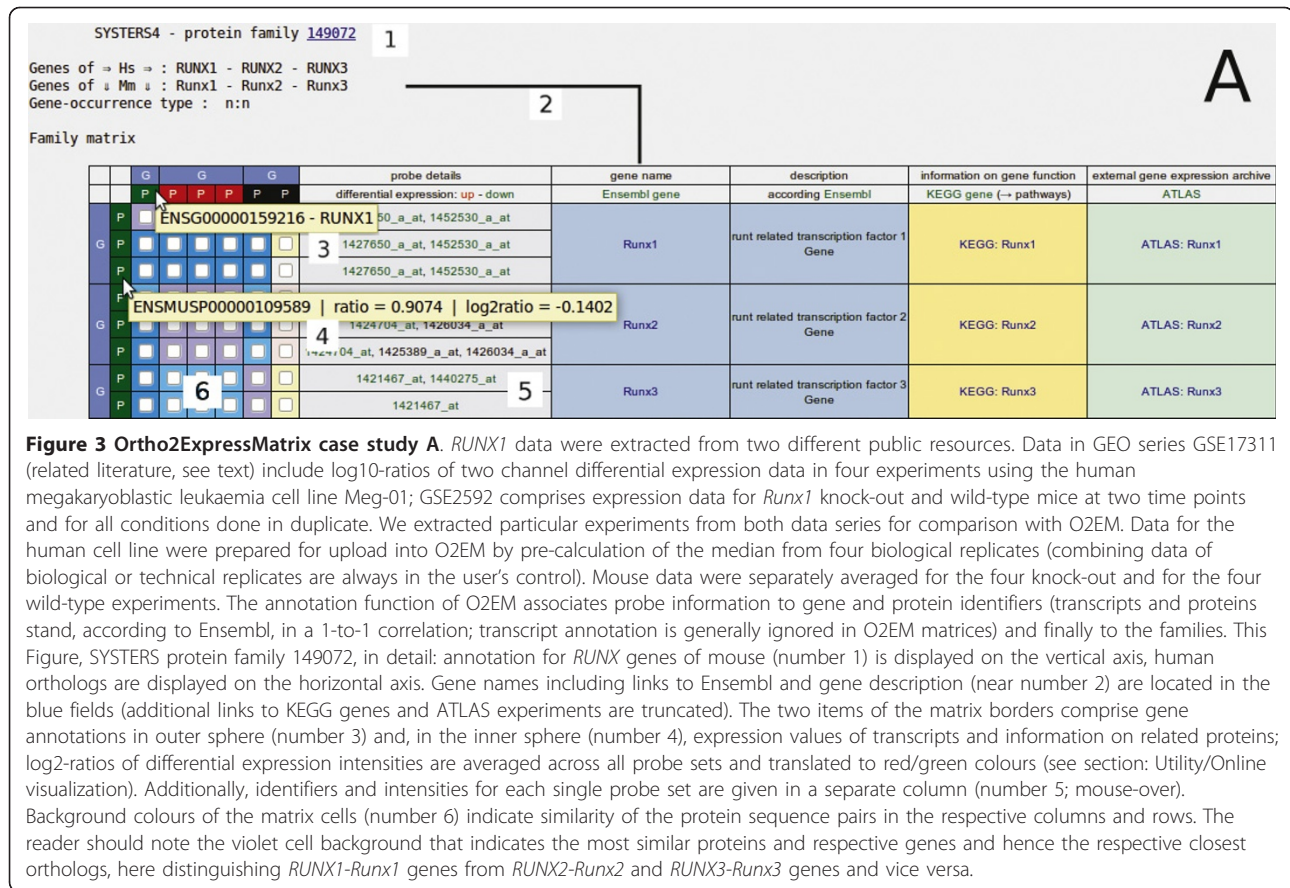 SYSTERS4 - protein family 149072 1
Genes of ⇒ Hs ⇒ : RUNX1 - RUNX2 - RUNX3
Genes of ⇓ Mm ⇓ : Runx1 - Runx2 - Runx3
Gene-occurrence type : n:n
2
A
Family matrix
G G G probe details gene name description information on gene function external gene expression archive
P P P P P P differential expression: up - down Ensembl gene according Ensembl KEGG gene (→ pathways) ATLAS
P ENSG00000159216 - RUNX1 50_a_at, 1452530_a_at
G P 3 1427650_a_at, 1452530_a_at Runx1 runt related transcription factor 1 Gene KEGG: Runx1 ATLAS: Runx1
P 1427650_a_at, 1452530_a_at
ENSMUSP00000109589 | ratio = 0.9074 | log2ratio = -0.1402
G P 4 1424704_at, 1426034_a_at Runx2 runt related transcription factor 2 Gene KEGG: Runx2 ATLAS: Runx2
P 1424704_at, 1425389_a_at, 1426034_a_at
G P 6 1421467_at, 1440275_at 5 Runx3 runt related transcription factor 3 Gene KEGG: Runx3 ATLAS: Runx3
P 1421467_at
Figure 3 Ortho2ExpressMatrix case study A. RUNX1 data were extracted from two different public resources. Data in GEO series GSE17311
(related literature, see text) include log10-ratios of two channel differential expression data in four experiments using the human
megakaryoblastic leukaemia cell line Meg-01; GSE2592 comprises expression data for Runx1 knock-out and wild-type mice at two time points
and for all conditions done in duplicate. We extracted particular experiments from both data series for comparison with O2EM. Data for the
human cell line were prepared for upload into O2EM by pre-calculation of the median from four biological replicates (combining data of
biological or technical replicates are always in the user's control). Mouse data were separately averaged for the four knock-out and for the four
wild-type experiments. The annotation function of O2EM associates probe information to gene and protein identifiers (transcripts and proteins
stand, according to Ensembl, in a 1-to-1 correlation; transcript annotation is generally ignored in O2EM matrices) and finally to the families. This
Figure, SYSTERS protein family 149072, in detail: annotation for RUNX genes of mouse (number 1) is displayed on the vertical axis, human
orthologs are displayed on the horizontal axis. Gene names including links to Ensembl and gene description (near number 2) are located in the
blue fields (additional links to KEGG genes and ATLAS experiments are truncated). The two items of the matrix borders comprise gene
annotations in outer sphere (number 3) and, in the inner sphere (number 4), expression values of transcripts and information on related proteins;
log2-ratios of differential expression intensities are averaged across all probe sets and translated to red/green colours (see section: Utility/Online
visualization). Additionally, identifiers and intensities for each single probe set are given in a separate column (number 5; mouse-over).
Background colours of the matrix cells (number 6) indicate similarity of the protein sequence pairs in the respective columns and rows. The
reader should note the violet cell background that indicates the most similar proteins and respective genes and hence the respective closest
orthologs, here distinguishing RUNX1-Runx1 genes from RUNX2-Runx2 and RUNX3-Runx3 genes and vice versa.